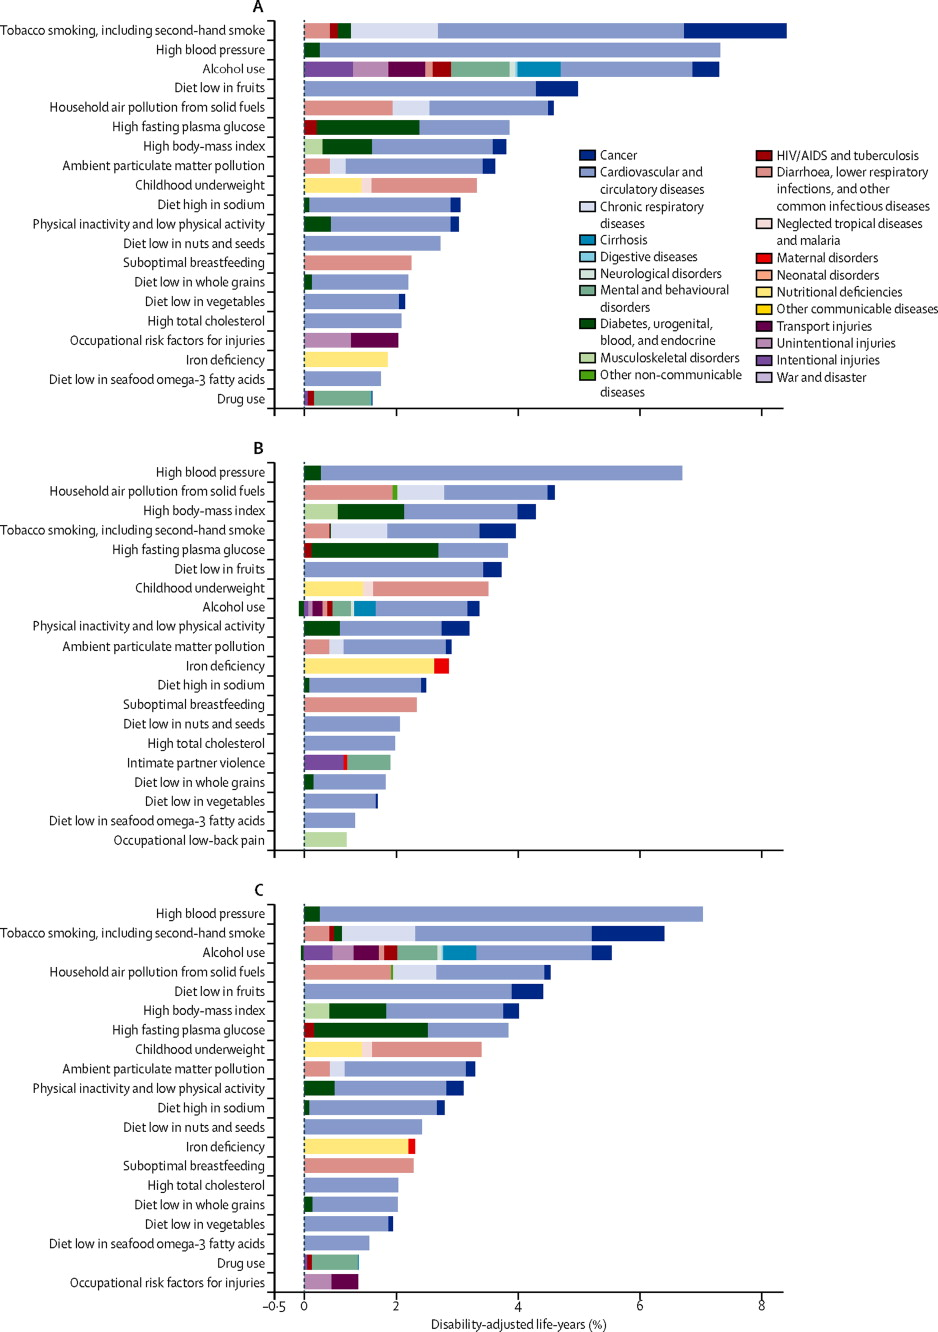 A
Tobacco smoking, including second-hand smoke
High blood pressure
Alcohol use
Diet low in fruits
Household air pollution from solid fuels
High fasting plasma glucose
High body-mass index
Ambient particulate matter pollution
Childhood underweight
Diet high in sodium
Physical inactivity and low physical activity
Diet low in nuts and seeds
Suboptimal breastfeeding
Diet low in whole grains
Diet low in vegetables
High total cholesterol
Occupational risk factors for injuries
Iron deficiency
Diet low in seafood omega-3 fatty acids
Drug use
Cancer
Cardiovascular and
circulatory diseases
Chronic respiratory
diseases
Cirrhosis
Digestive diseases
Neurological disorders
Mental and behavioural
disorders
Diabetes, urogenital,
blood, and endocrine
Musculoskeletal disorders
Other non-communicable
diseases
HIV/AIDS and tuberculosis
Diarrhoea, lower respiratory
infections, and other
common infectious diseases
Neglected tropical diseases
and malaria
Maternal disorders
Neonatal disorders
Nutritional deficiencies
Other communicable diseases
Transport injuries
Unintentional injuries
Intentional injuries
War and disaster
B
High blood pressure
Household air pollution from solid fuels
High body-mass index
Tobacco smoking, including second-hand smoke
High fasting plasma glucose
Diet low in fruits
Childhood underweight
Alcohol use
Physical inactivity and low physical activity
Ambient particulate matter pollution
Iron deficiency
Diet high in sodium
Suboptimal breastfeeding
Diet low in nuts and seeds
High total cholesterol
Intimate partner violence
Diet low in whole grains
Diet low in vegetables
Diet low in seafood omega-3 fatty acids
Occupational low-back pain
C
High blood pressure
Tobacco smoking, including second-hand smoke
Alcohol use
Household air pollution from solid fuels
Diet low in fruits
High body-mass index
High fasting plasma glucose
Childhood underweight
Ambient particulate matter pollution
Physical inactivity and low physical activity
Diet high in sodium
Diet low in nuts and seeds
Iron deficiency
Suboptimal breastfeeding
High total cholesterol
Diet low in whole grains
Diet low in vegetables
Diet low in seafood omega-3 fatty acids
Drug use
Occupational risk factors for injuries
–0·5 0 2 4 6 8
Disability-adjusted life-years (%)